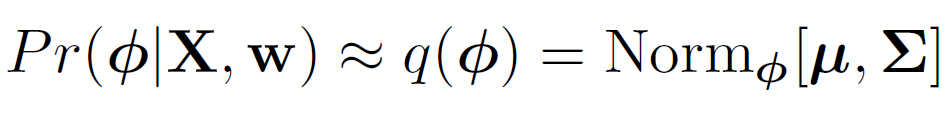 Pr(ϕ|X, w) ≈ q(ϕ) = Norm_ϕ[μ, Σ]